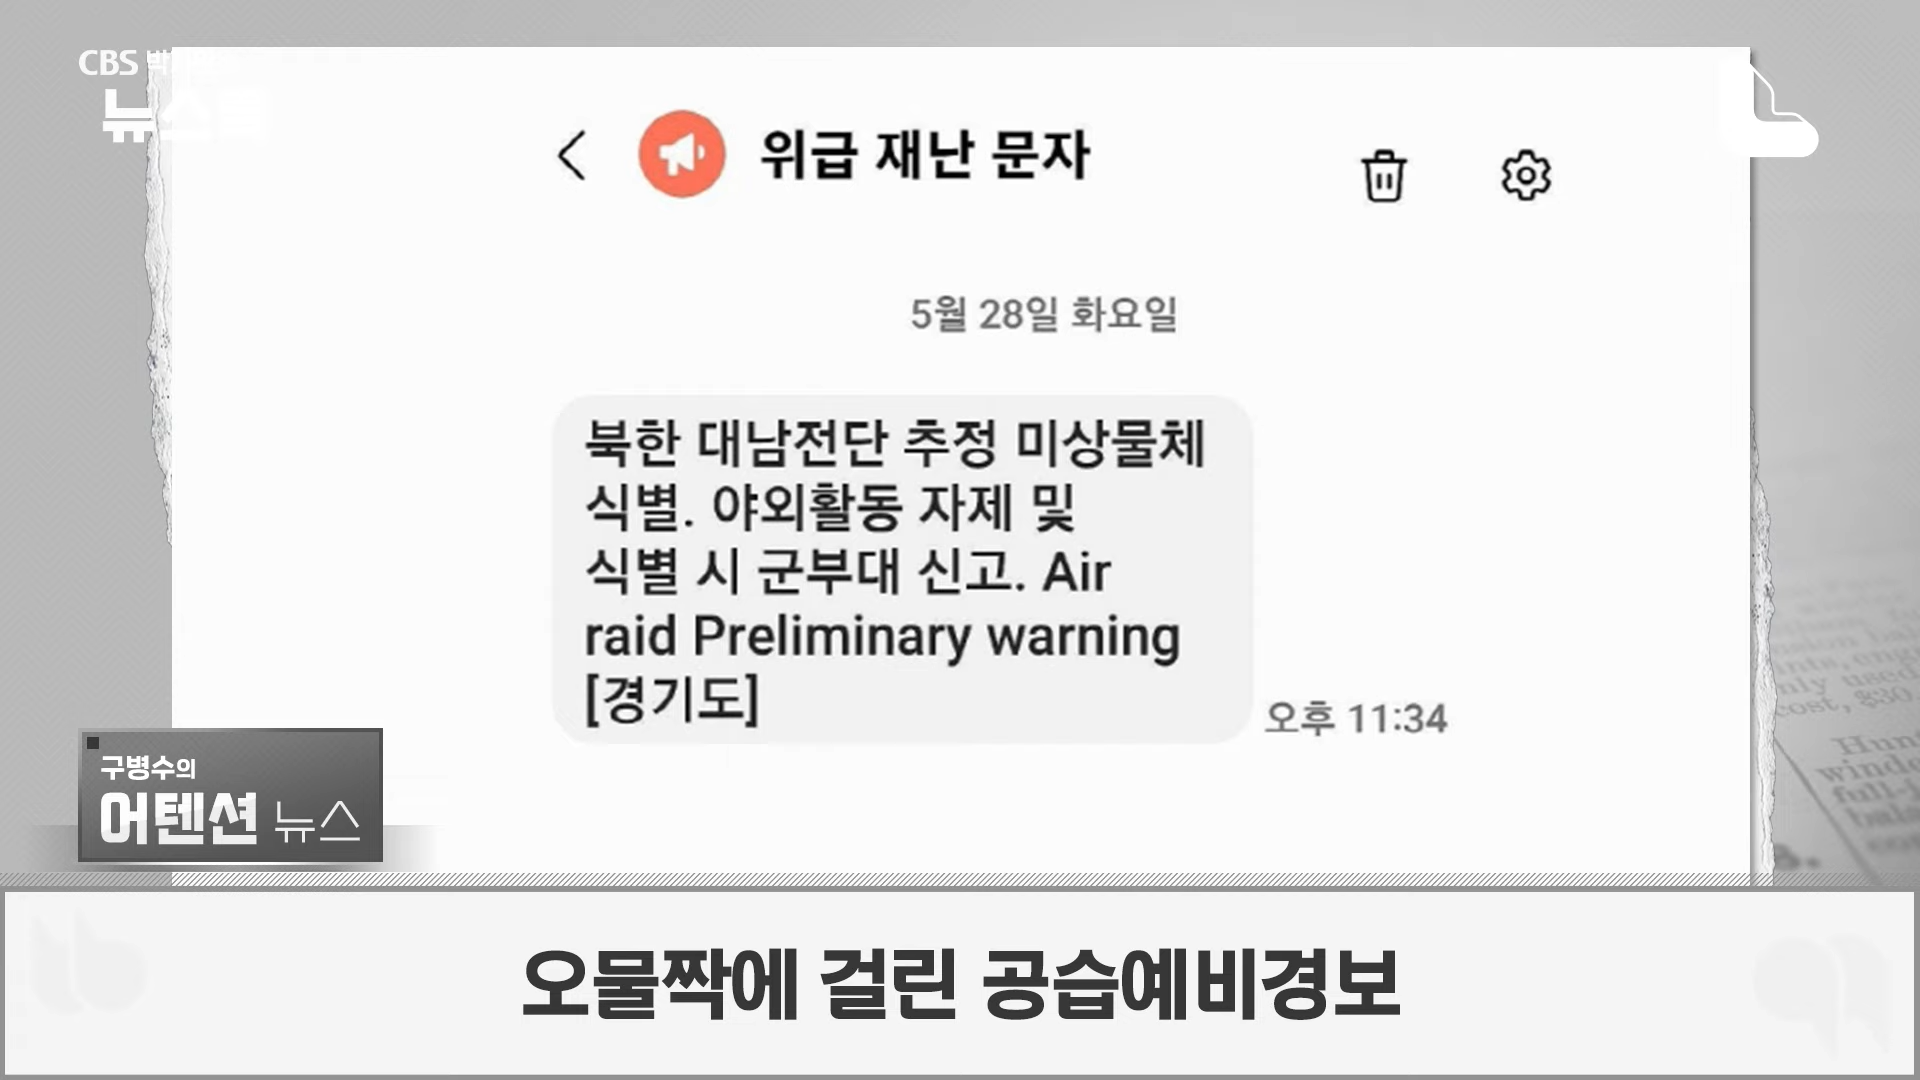 CBS
뉴스
위급 재난 문자
5월 28일 화요일
북한 대남전단 추정 미상물체
식별. 야외활동 자제 및
식별 시 군부대 신고. Air
raid Preliminary warning
[경기도]
오후 11:34
구병수의
어텐션 뉴스
오물짝에 걸린 공습예비경보